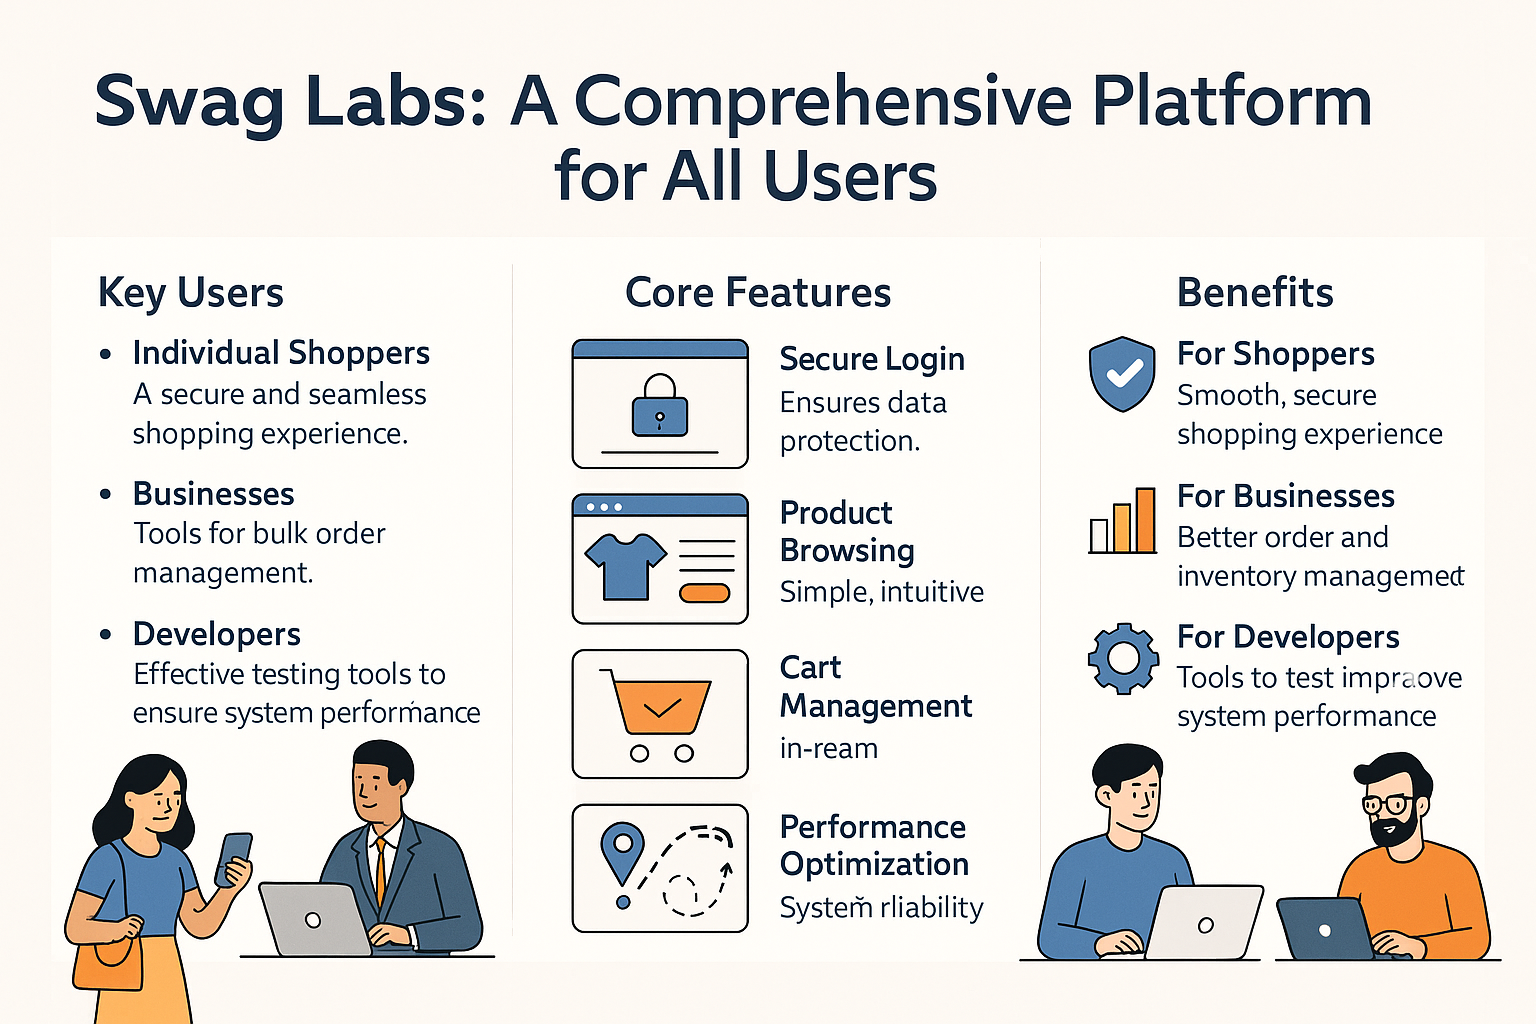 Swag Labs: A Comprehensive Platform
for All Users
Key Users
• Individual Shoppers
A secure and seamless
shopping experience.
• Businesses
Tools for bulk order
management.
• Developers
Effective testing tools to
ensure system performance
Core Features
Secure Login
Ensures data
protection.
Product
Browsing
Simple, intuitive
Cart
Management
in-ream
Performance
Optimization
System rliability
Benefits
For Shoppers
Smooth, secure
shopping experience
For Businesses
Better order and
inventory managemect
For Developers
Tools to test impraove
system performance